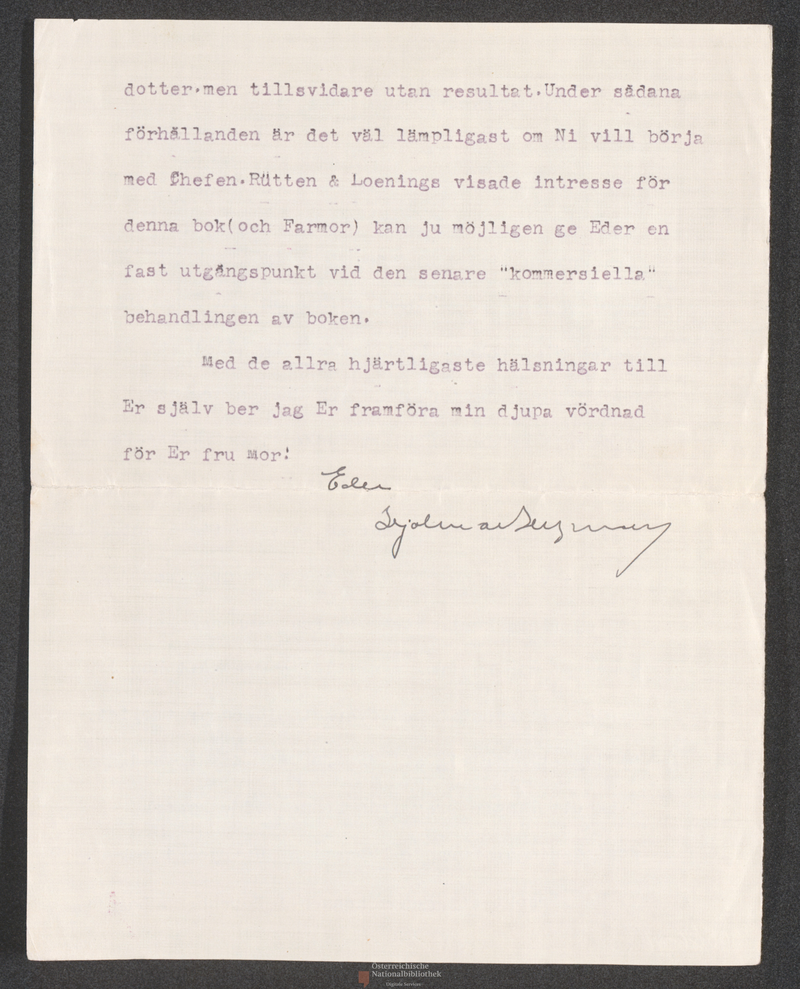 dotter.men tillsvidare utan resultat.Under sådana
förhållanden är det väl lämpligast om Ni vill börja
med Chefen.Rütten & Loenings visade intresse för
denna bok(och Farmor) kan ju möjligen ge Eder en
fast utgångspunkt vid den senare "kommersiella"
behandlingen av boken.
Med de allra hjärtligaste hälsningar till
Er själv ber jag Er framföra min djupa vördnad
för Er fru Mor!
Eder
Hjalmar Bergman
Österreichische
Nationalbibliothek
Digitale Services